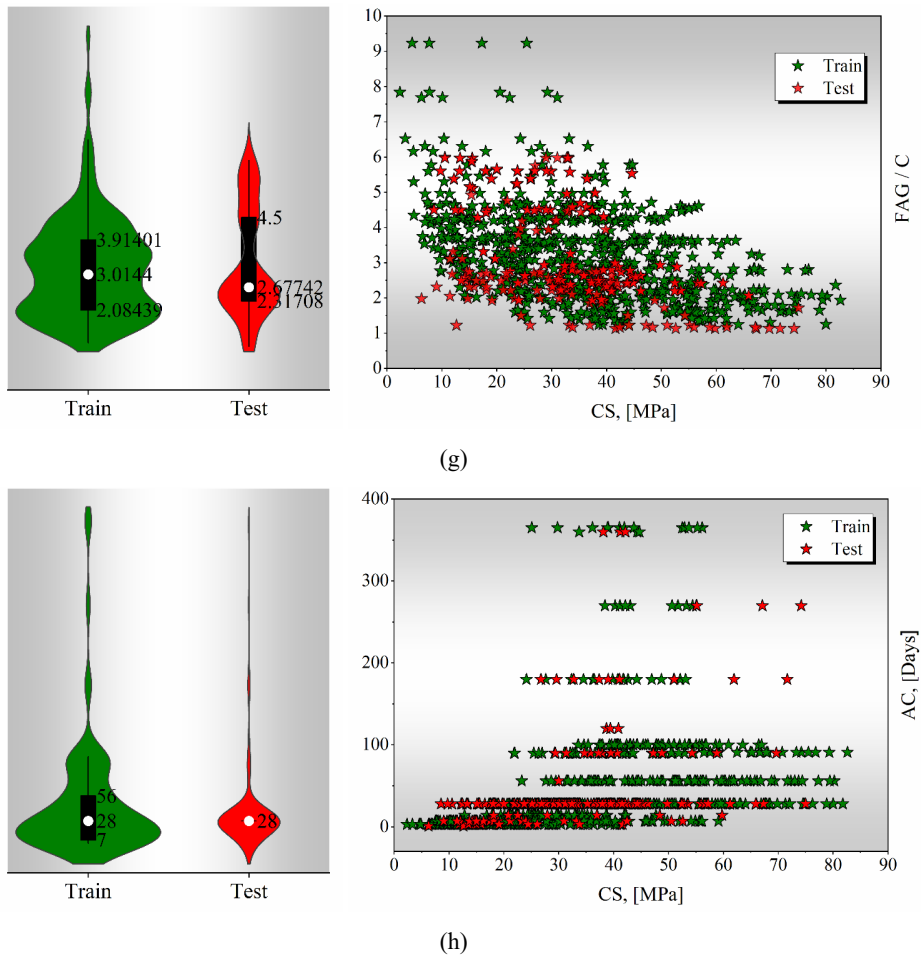 3.91401
3.0144
2.08439
4.5
2.67742
2.31708
Train
Test
10
9
8
7
6
5
4
3
2
1
0
0 10 20 30 40 50 60 70 80 90
CS, [MPa]
FAG / C
Train
Test
(g)
56
28
7
28
Train
Test
400
300
200
100
0
0 10 20 30 40 50 60 70 80 90
CS, [MPa]
AC, [Days]
Train
Test
(h)